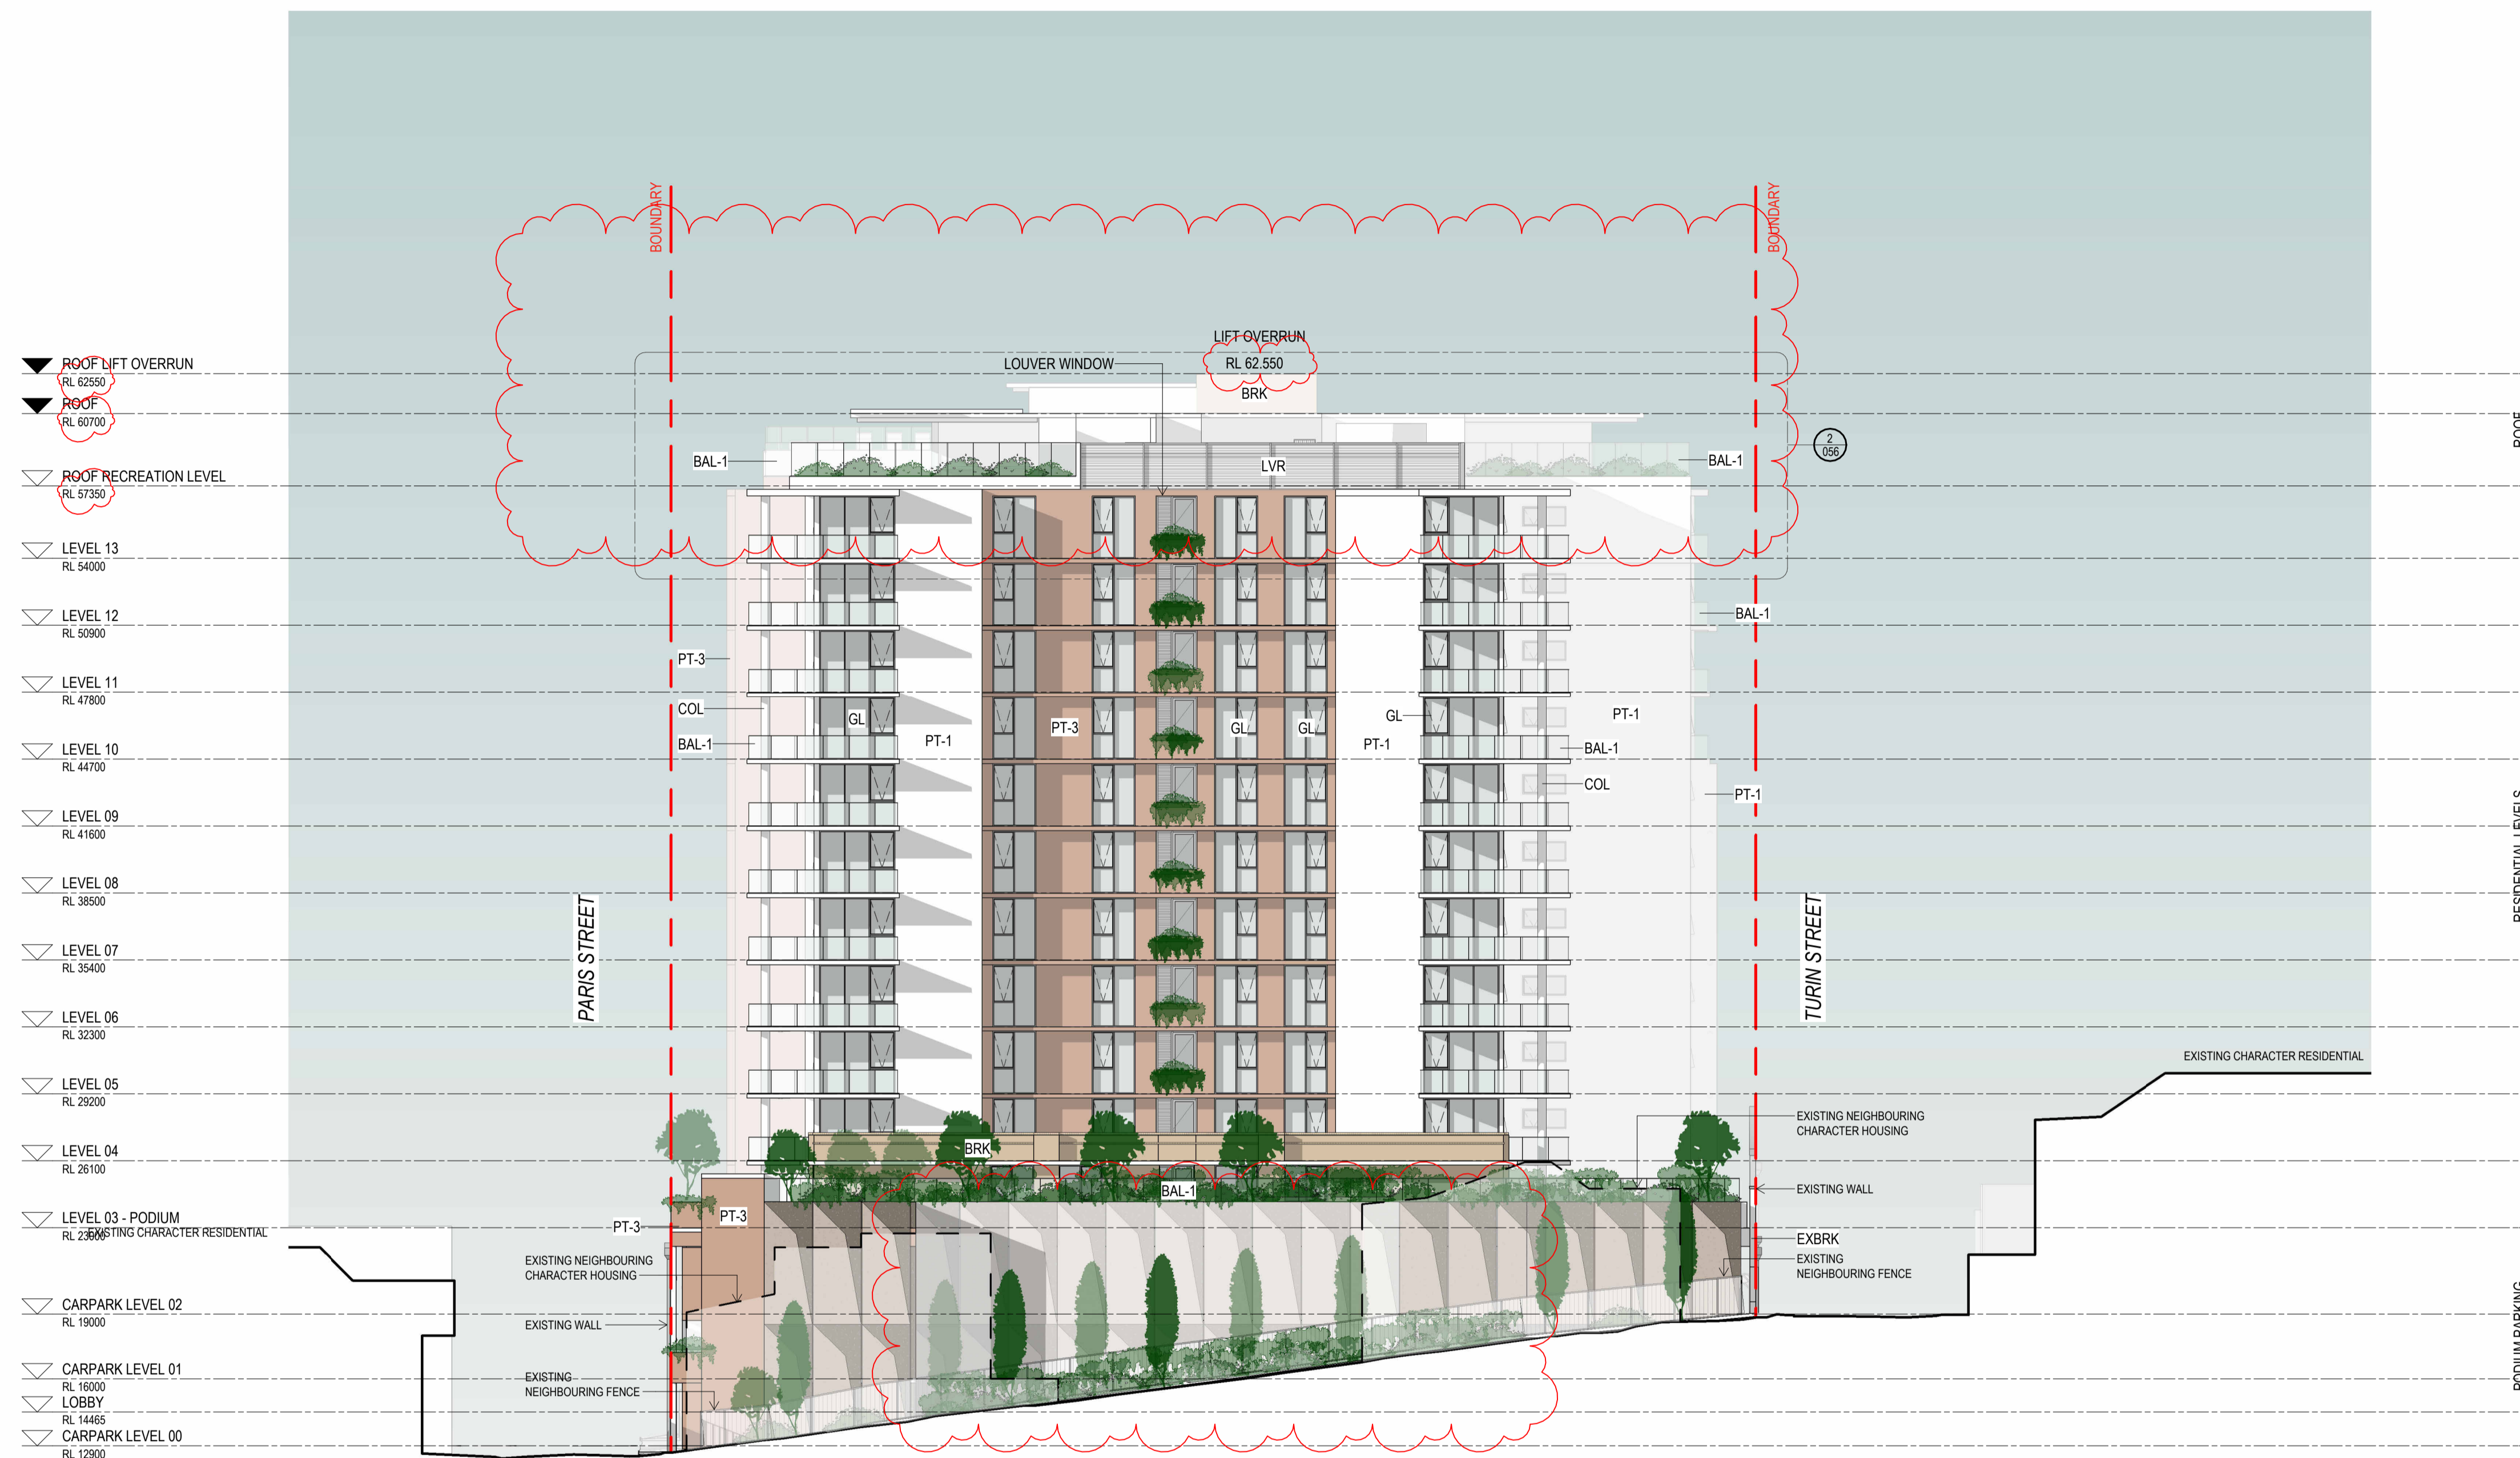 BOUNDARY
BOUNDARY
LIFT OVERRUN
RL 62.550
BRK
LOUVER WINDOW
ROOF LIFT OVERRUN
RL 62550
ROOF
RL 60700
ROOF RECREATION LEVEL
RL 57350
LEVEL 13
RL 54000
LEVEL 12
RL 50900
LEVEL 11
RL 47800
LEVEL 10
RL 44700
LEVEL 09
RL 41600
LEVEL 08
RL 38500
LEVEL 07
RL 35400
LEVEL 06
RL 32300
LEVEL 05
RL 29200
LEVEL 04
RL 26100
LEVEL 03 - PODIUM
RL 23000
EXISTING CHARACTER RESIDENTIAL
CARPARK LEVEL 02
RL 19000
CARPARK LEVEL 01
RL 16000
LOBBY
RL 14465
CARPARK LEVEL 00
RL 12900
BAL-1
LVR
BAL-1
2
056
BAL-1
PT-3
COL
BAL-1
GL
PT-1
PT-3
GL
GL
GL
PT-1
PT-1
BAL-1
COL
PT-1
PARIS STREET
TURIN STREET
EXISTING CHARACTER RESIDENTIAL
BRK
BAL-1
PT-3
PT-3
EXISTING NEIGHBOURING
CHARACTER HOUSING
EXISTING WALL
EXISTING
NEIGHBOURING FENCE
EXISTING NEIGHBOURING
CHARACTER HOUSING
EXISTING WALL
EXBRK
EXISTING
NEIGHBOURING FENCE
ROOF
RESIDENTIAL LEVELS
PODIUM PARKING